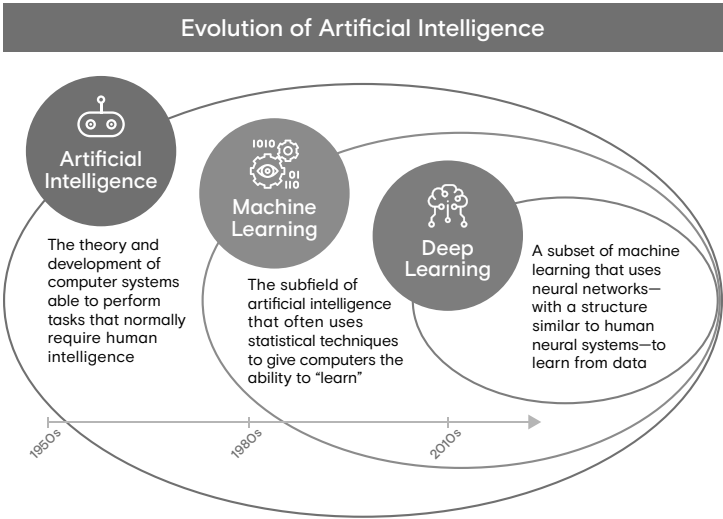 Evolution of Artificial Intelligence
Artificial
Intelligence
The theory and
development of
computer systems
able to perform
tasks that normally
require human
intelligence
1010
01
110
Machine
Learning
The subfield of
artificial intelligence
that often uses
statistical techniques
to give computers the
ability to “learn”
Deep
Learning
A subset of machine
learning that uses
neural networks—
with a structure
similar to human
neural systems—to
learn from data
1950s
1980s
2010s